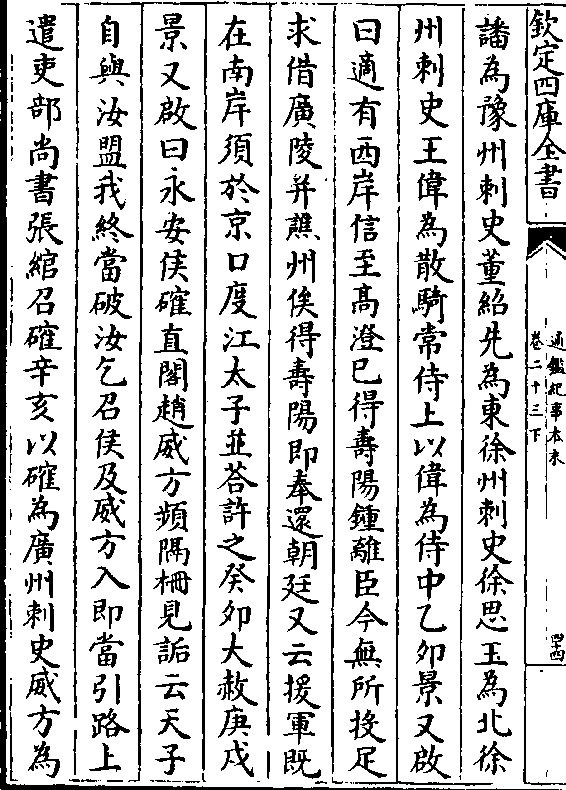 欽定四庫全書
通鑑紀事本末
卷二十三下
四十四
譒為豫州刺史董紹先為東徐州刺史徐思玉為北徐
州刺史王偉為散騎常侍上以偉為侍中乙卯景又啟
曰適有西岸信至高澄已得壽陽鍾離臣今無所投足
求借廣陵并譙州俟得壽陽即奉還朝廷又云援軍既
在南岸須於京口度江太子並荅許之癸卯大赦庚戌
景又啟曰永安侯確直閣趙威方頻隔柵見詬云天子
自與汝盟我終當破汝乞召侯及威方入即當引路上
遣吏部尚書張綰召確辛亥以確為廣州刺史威方為